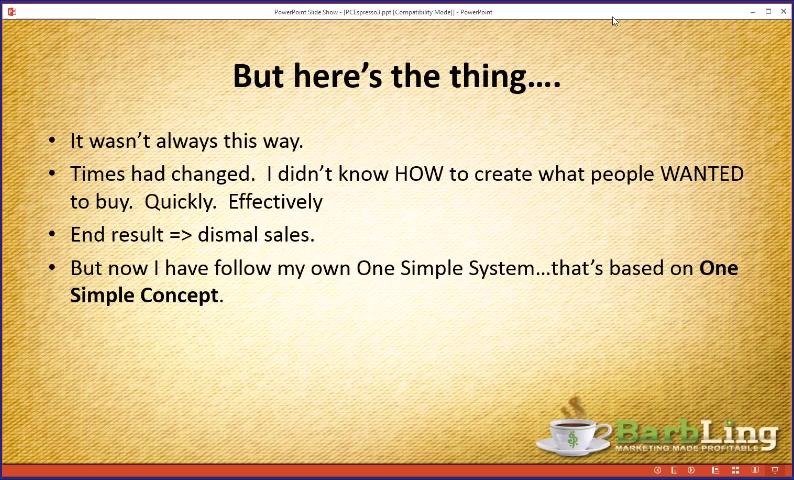 PowerPoint Slide Show - [PCEspresso3.ppt [Compatibility Mode]] - PowerPoint
But here's the thing….
• It wasn't always this way.
• Times had changed.  I didn't know HOW to create what people WANTED
to buy.  Quickly.  Effectively
• End result => dismal sales.
• But now I have follow my own One Simple System…that's based on One
Simple Concept.
$
BarbLing
MARKETING MADE PROFITABLE